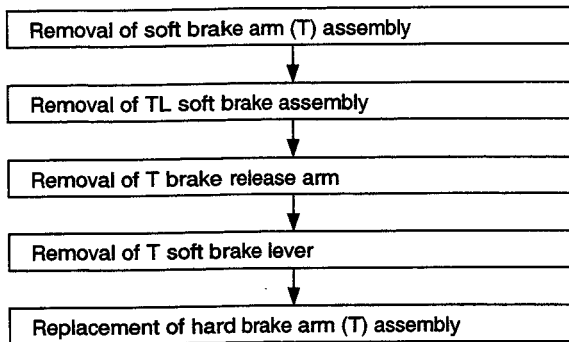 Removal of soft brake arm (T) assembly
Removal of TL soft brake assembly
Removal of T brake release arm
Removal of T soft brake lever
Replacement of hard brake arm (T) assembly